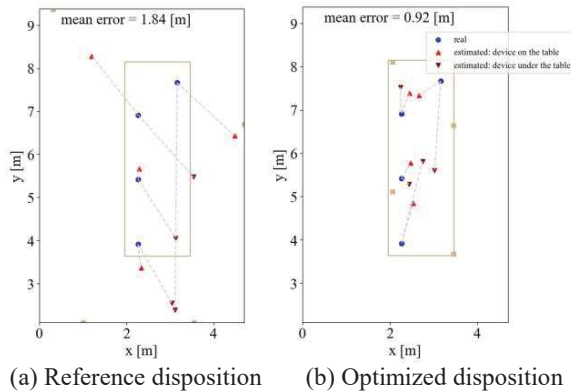 mean error = 1.84 [m]
mean error = 0.92 [m]
real
estimated: device on the table
estimated: device under the table
9
8
7
6
5
4
3
y [m]
0
2
4
x [m]
9
8
7
6
5
4
3
y [m]
0
2
4
x [m]
(a) Reference disposition
(b) Optimized disposition